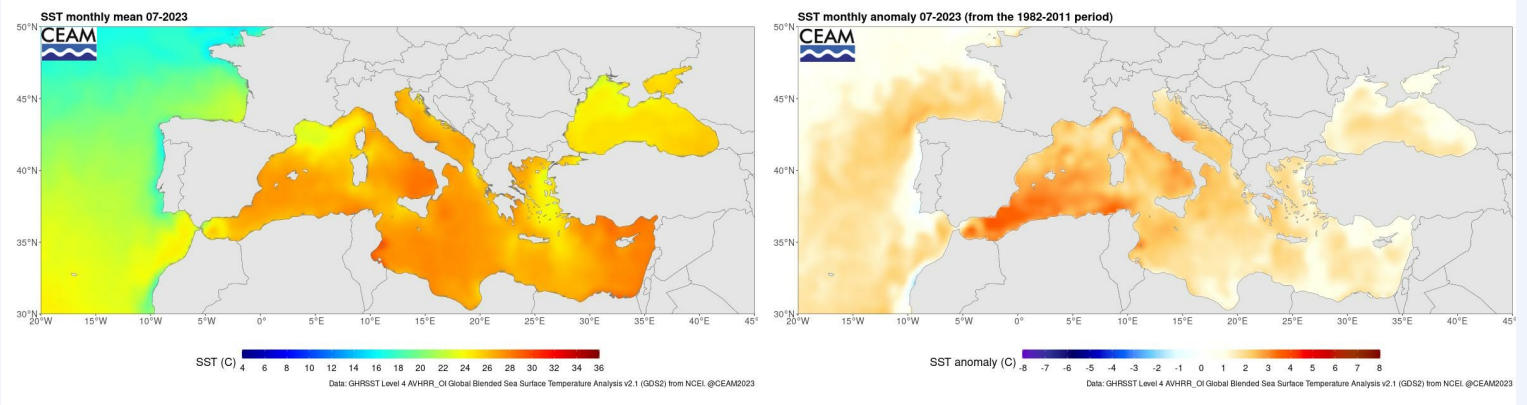 SST monthly mean 07-2023
CEAM
50°N
45°N
40°N
35°N
30°N
20°W 15°W 10°W 5°W 0° 5°E 10°E 15°E 20°E 25°E 30°E 35°E 40°E 45°
SST (C) 4 6 8 10 12 14 16 18 20 22 24 26 28 30 32 34 36
Data: GHRSST Level 4 AVHRR_OI Global Blended Sea Surface Temperature Analysis v2.1 (GDS2) from NCEI. @CEAM2023
SST monthly anomaly 07-2023 (from the 1982-2011 period)
CEAM
50°N
45°N
40°N
35°N
30°N
20°W 15°W 10°W 5°W 0° 5°E 10°E 15°E 20°E 25°E 30°E 35°E 40°E 45°
SST anomaly (C) -8 -7 -6 -5 -4 -3 -2 -1 0 1 2 3 4 5 6 7 8
Data: GHRSST Level 4 AVHRR_OI Global Blended Sea Surface Temperature Analysis v2.1 (GDS2) from NCEI. @CEAM2023